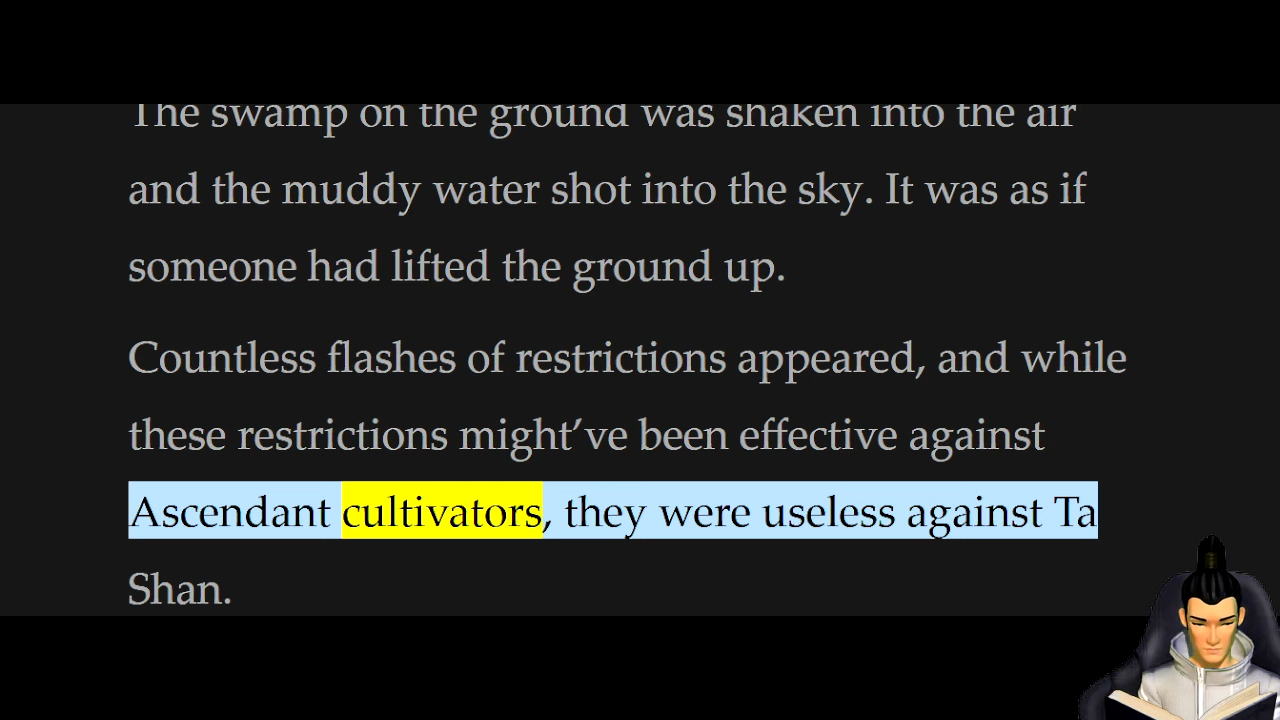 The swamp on the ground was shaken into the air
and the muddy water shot into the sky. It was as if
someone had lifted the ground up.
Countless flashes of restrictions appeared, and while
these restrictions might’ve been effective against
Ascendant cultivators, they were useless against Ta
Shan.